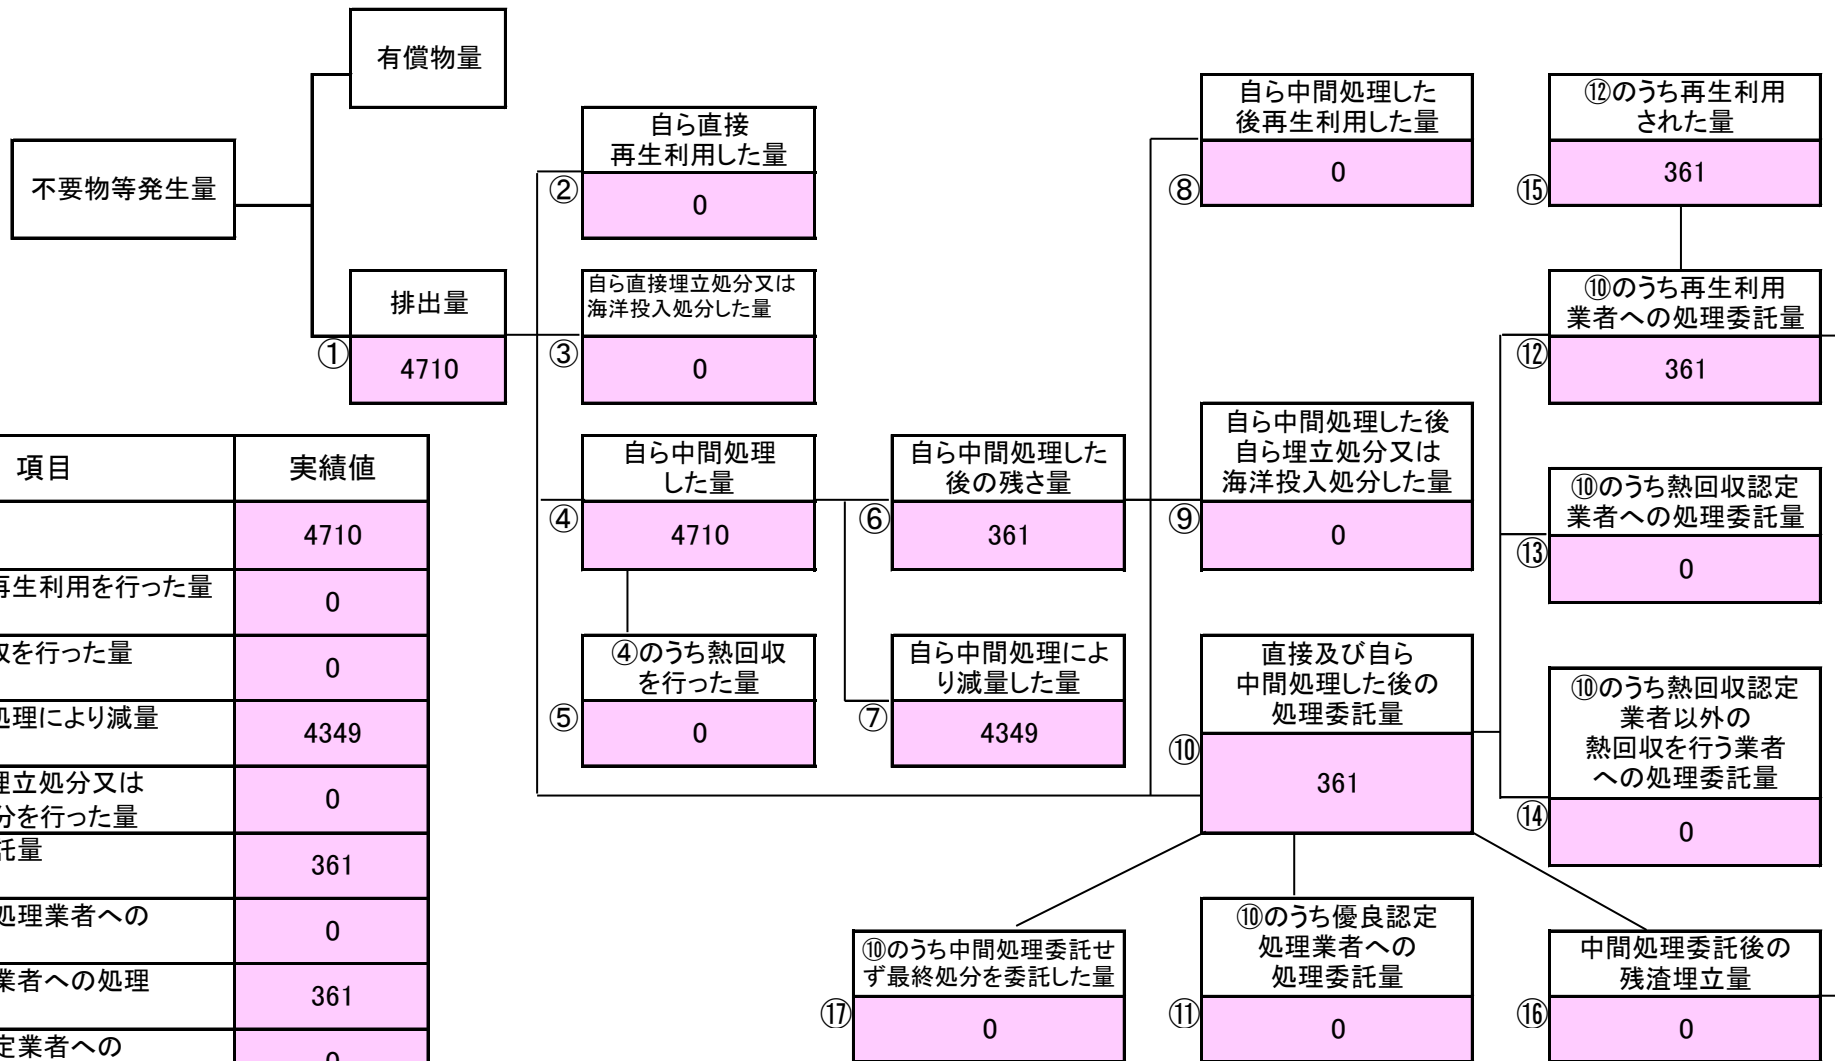 有償物量
不要物等発生量
排出量
①
4710
自ら直接
再生利用した量
②
0
自ら直接埋立処分又は
海洋投入処分した量
③
0
自ら中間処理
した量
④
4710
④のうち熱回収
を行った量
⑤
0
自ら中間処理した
後の残さ量
⑥
361
自ら中間処理によ
り減量した量
⑦
4349
自ら中間処理した
後再生利用した量
⑧
0
自ら中間処理した後
自ら埋立処分又は
海洋投入処分した量
⑨
0
直接及び自ら
中間処理した後の
処理委託量
⑩
361
⑫のうち再生利用
された量
⑮
361
⑩のうち再生利用
業者への処理委託量
⑫
361
⑩のうち熱回収認定
業者への処理委託量
⑬
0
⑩のうち熱回収認定
業者以外の
熱回収を行う業者
への処理委託量
⑭
0
⑩のうち中間処理委託せ
ず最終処分を委託した量
⑰
0
⑩のうち優良認定
処理業者への
処理委託量
⑪
0
中間処理委託後の
残渣埋立量
⑯
0
項目 実績値
4710
再生利用を行った量 0
を行った量 0
処理により減量 4349
埋立処分又は
分を行った量 0
託量 361
処理業者への 0
業者への処理 361
定業者への 0